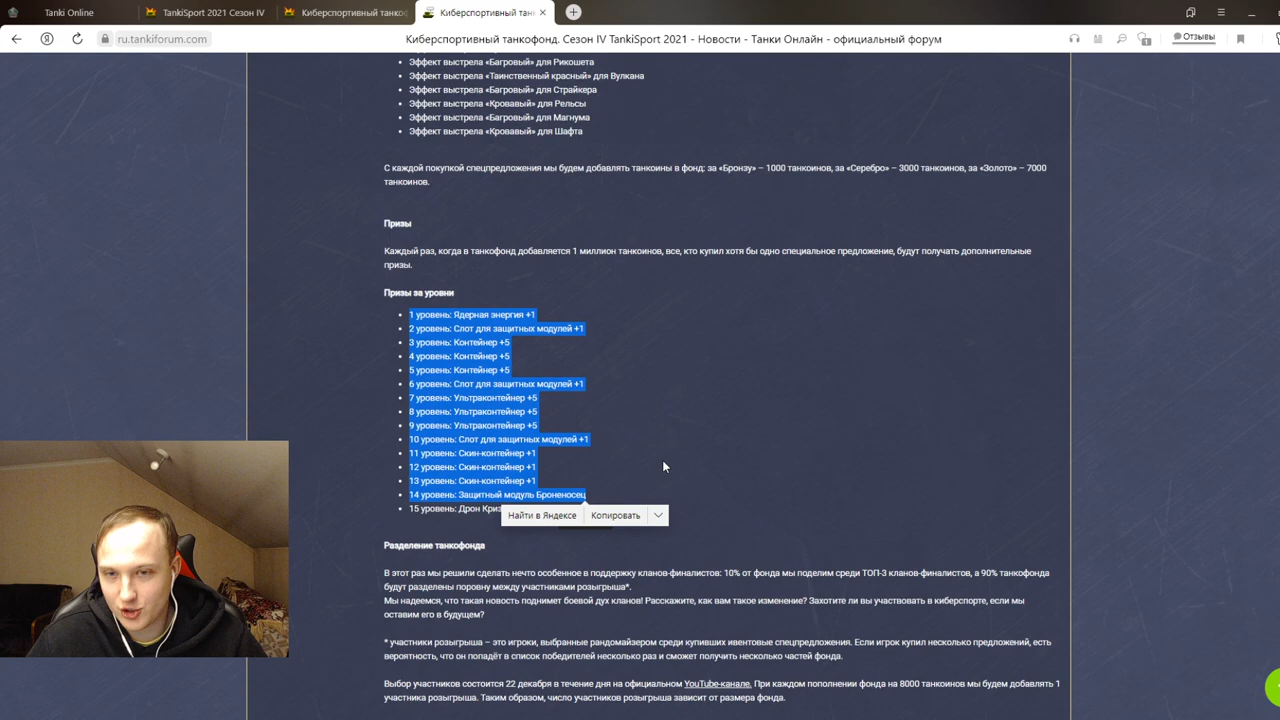 Tanki Online
TankiSport 2021 Сезон IV
Киберспортивный танкофо
Киберспортивный тан
ru.tankiforum.com
Киберспортивный танкофонд. Сезон IV TankiSport 2021 - Новости - Танки Онлайн - официальный форум
Отзывы
Эффект выстрела «Багровый» для Рикошета
Эффект выстрела «Таинственный красный» для Вулкана
Эффект выстрела «Багровый» для Страйкера
Эффект выстрела «Кровавый» для Рельсы
Эффект выстрела «Багровый» для Магнума
Эффект выстрела «Кровавый» для Шафта
С каждой покупкой спецпредложения мы будем добавлять танкоины в фонд: за «Бронзу» – 1000 танкоинов, за «Серебро» – 3000 танкоинов, за «Золото» – 7000
танкоинов.
Призы
Каждый раз, когда в танкофонд добавляется 1 миллион танкоинов, все, кто купил хотя бы одно специальное предложение, будут получать дополнительные
призы.
Призы за уровни
1 уровень: Ядерная энергия +1
2 уровень: Слот для защитных модулей +1
3 уровень: Контейнер +5
4 уровень: Контейнер +5
5 уровень: Контейнер +5
6 уровень: Слот для защитных модулей +1
7 уровень: Ультраконтейнер +5
8 уровень: Ультраконтейнер +5
9 уровень: Ультраконтейнер +5
10 уровень: Слот для защитных модулей +1
11 уровень: Скин-контейнер +1
12 уровень: Скин-контейнер +1
13 уровень: Скин-контейнер +1
14 уровень: Защитный модуль Броненосец
15 уровень: Дрон Криз
Найти в Яндексе
Копировать
Разделение танкофонда
В этот раз мы решили сделать нечто особенное в поддержку кланов-финалистов: 10% от фонда мы поделим среди ТОП-3 кланов-финалистов, а 90% танкофонда
будут разделены поровну между участниками розыгрыша*.
Мы надеемся, что такая новость поднимет боевой дух кланов! Расскажите, как вам такое изменение? Захотите ли вы участвовать в киберспорте, если мы
оставим его в будущем?
* участники розыгрыша – это игроки, выбранные рандомайзером среди купивших ивентовые спецпредложения. Если игрок купил несколько предложений, есть
вероятность, что он попадёт в список победителей несколько раз и сможет получить несколько частей фонда.
Выбор участников состоится 22 декабря в течение дня на официальном YouTube-канале. При каждом пополнении фонда на 8000 танкоинов мы будем добавлять 1
участника розыгрыша. Таким образом, число участников розыгрыша зависит от размера фонда.